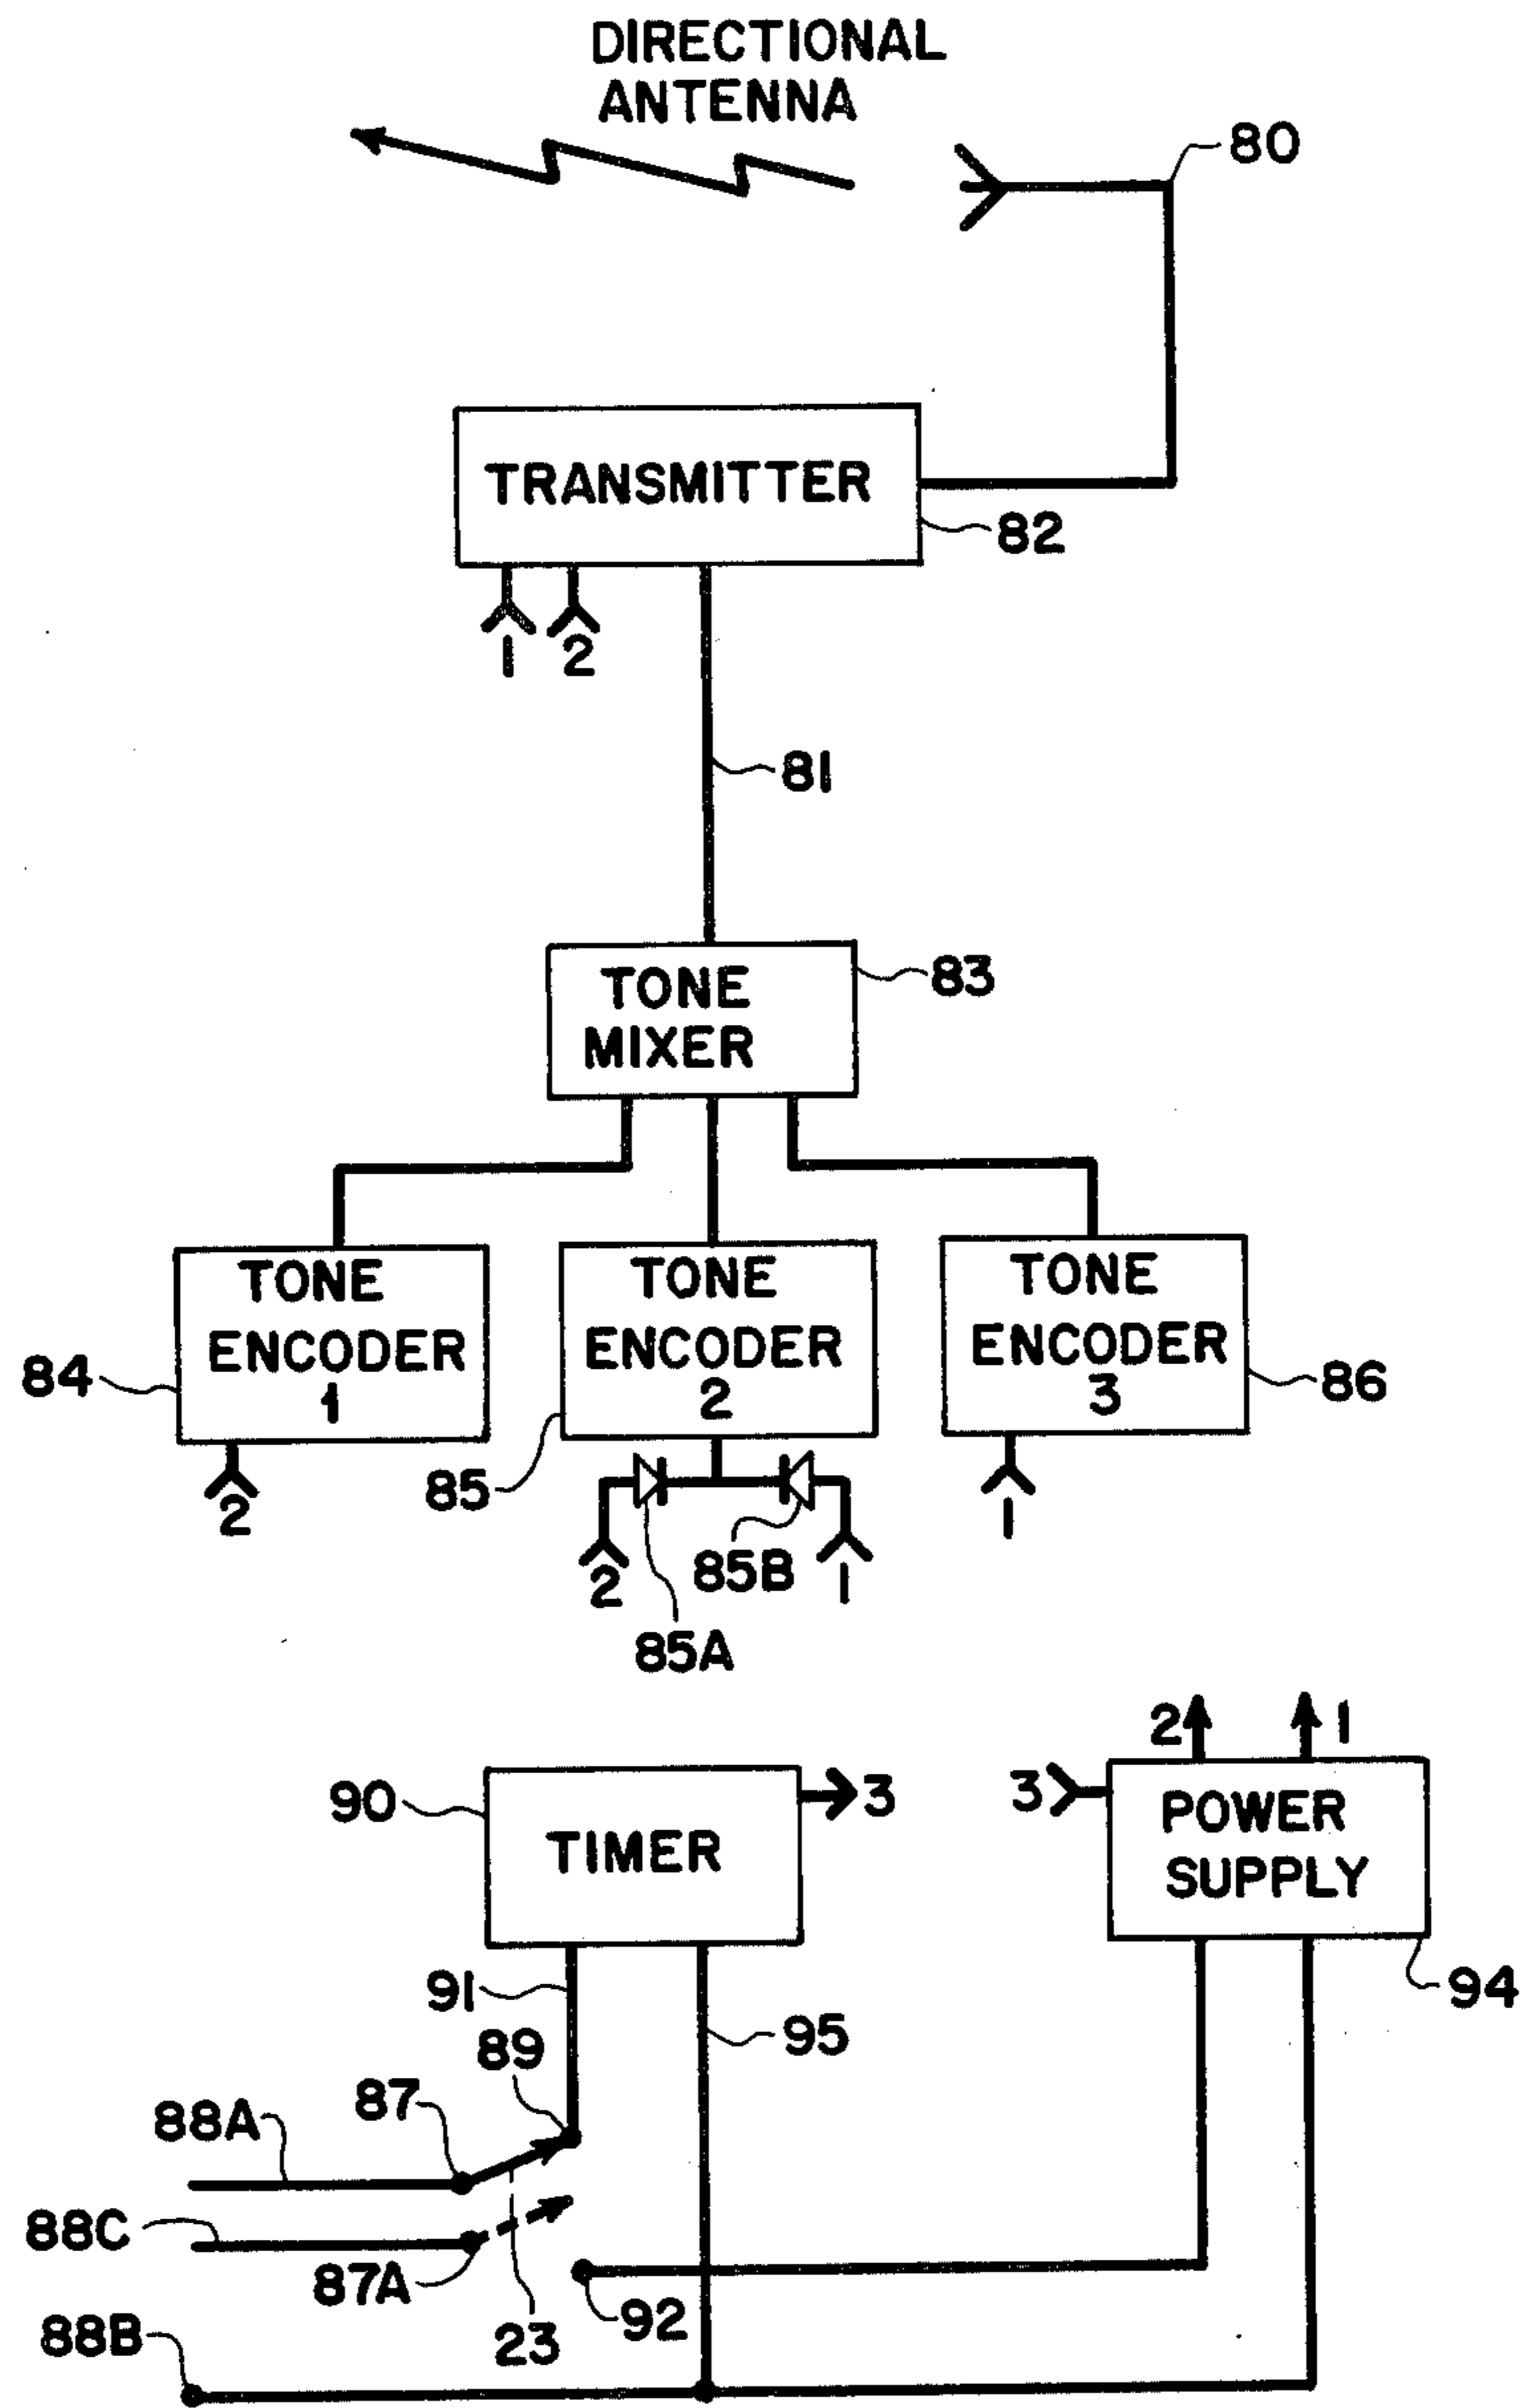 DIRECTIONAL
ANTENNA
80
TRANSMITTER
82
1 2
81
TONE
MIXER
83
TONE
ENCODER
1
84
2
TONE
ENCODER
2
85
2
85A
85B
1
TONE
ENCODER
3
86
1
TIMER
90
3
2
1
3
POWER
SUPPLY
94
91
95
89
87
88A
88C
87A
23
92
88B